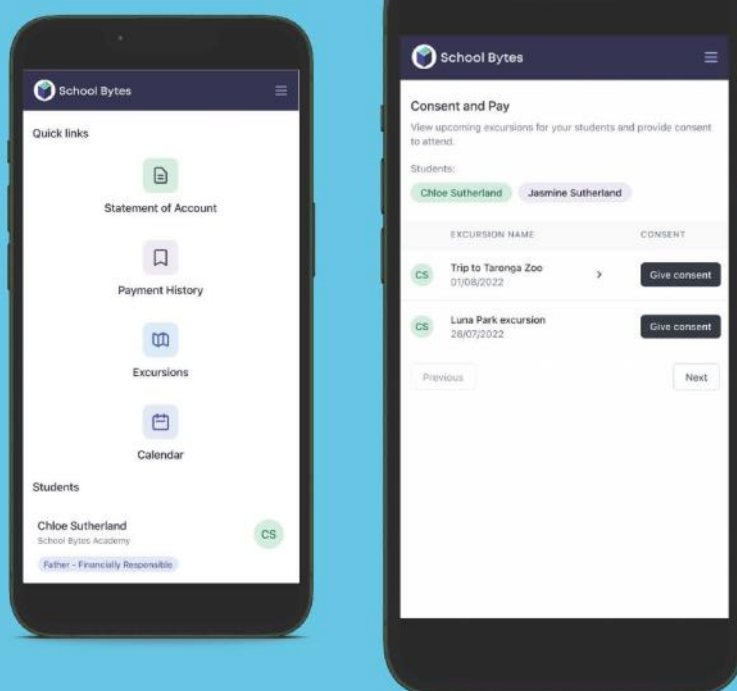 School Bytes
Quick links
Statement of Account
Payment History
Excursions
Calendar
Students
Chloe Sutherland
School Bytes Academy
CS
Father - Financially Responsible
School Bytes
Consent and Pay
View upcoming excursions for your students and provide consent
to attend.
Students:
Chloe Sutherland Jasmine Sutherland
EXCURSION NAME CONSENT
CS Trip to Taronga Zoo Give consent
01/08/2022
CS Luna Park excursion Give consent
26/07/2022
Previous Next